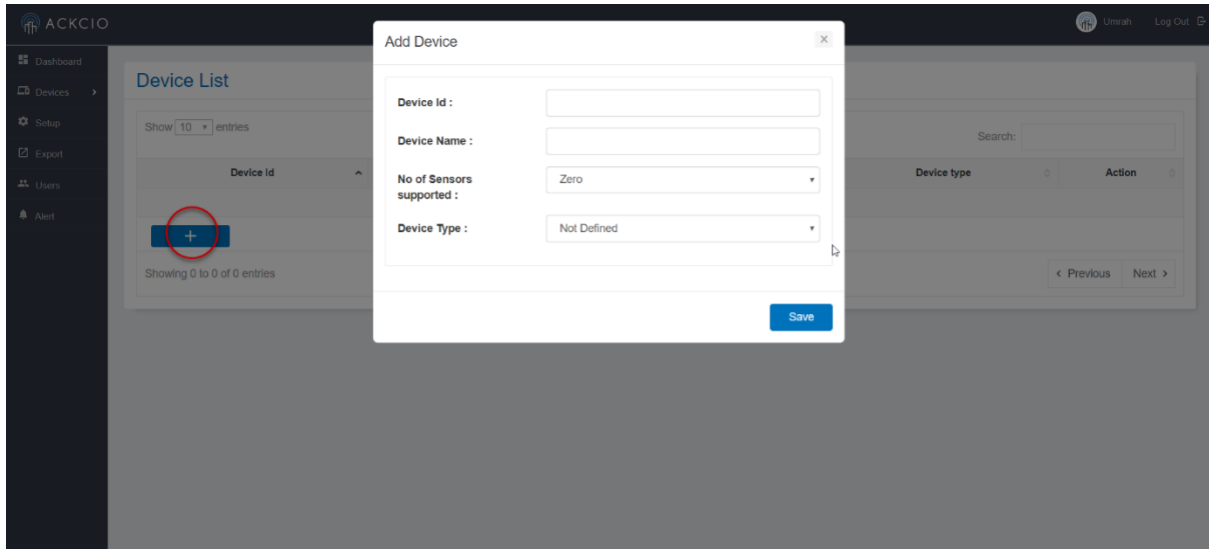 ACKCIO
Umrah Log Out
Dashboard
Devices
Setup
Export
Users
Alert
Device List
Show 10 entries
Search:
Device Id
Device type
Action
+
Showing 0 to 0 of 0 entries
Previous Next
Add Device
Device Id :
Device Name :
No of Sensors
supported :
Zero
Device Type :
Not Defined
Save